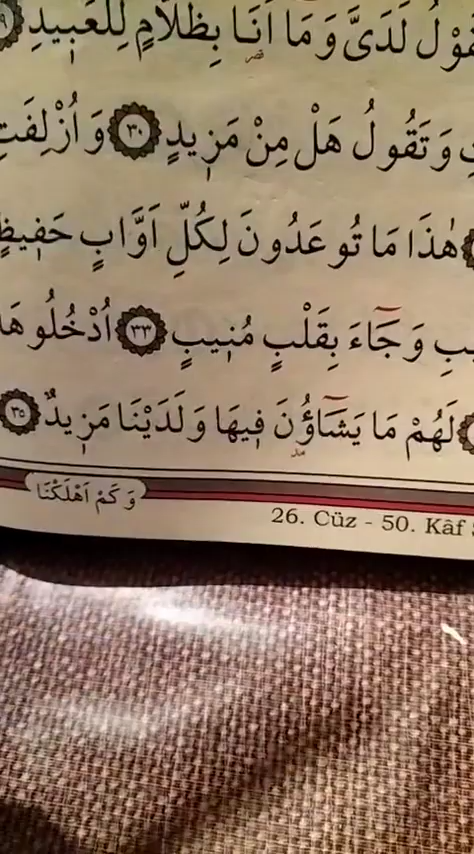 لُ لَدَىَّ وَمَا اَنَا۬ بِظَلَّامٍ لِلْعَب۪يدِ ﴿٢٩﴾
وَتَقُولُ هَلْ مِنْ مَز۪يدٍ ﴿٣٠﴾ وَاُزْلِفَتِ
هٰذَا مَا تُوعَدُونَ لِكُلِّ اَوَّابٍ حَف۪يظٍ
وَجَٓاءَ بِقَلْبٍ مُن۪يبٍ ﴿٣٣﴾ اُدْخُلُوهَا
لَهُمْ مَا يَشَٓاؤُ۫نَ ف۪يهَا وَلَدَيْنَا مَز۪يدٌ ﴿٣٥﴾
وَكَمْ اَهْلَكْنَا
26. Cüz - 50. Kâf